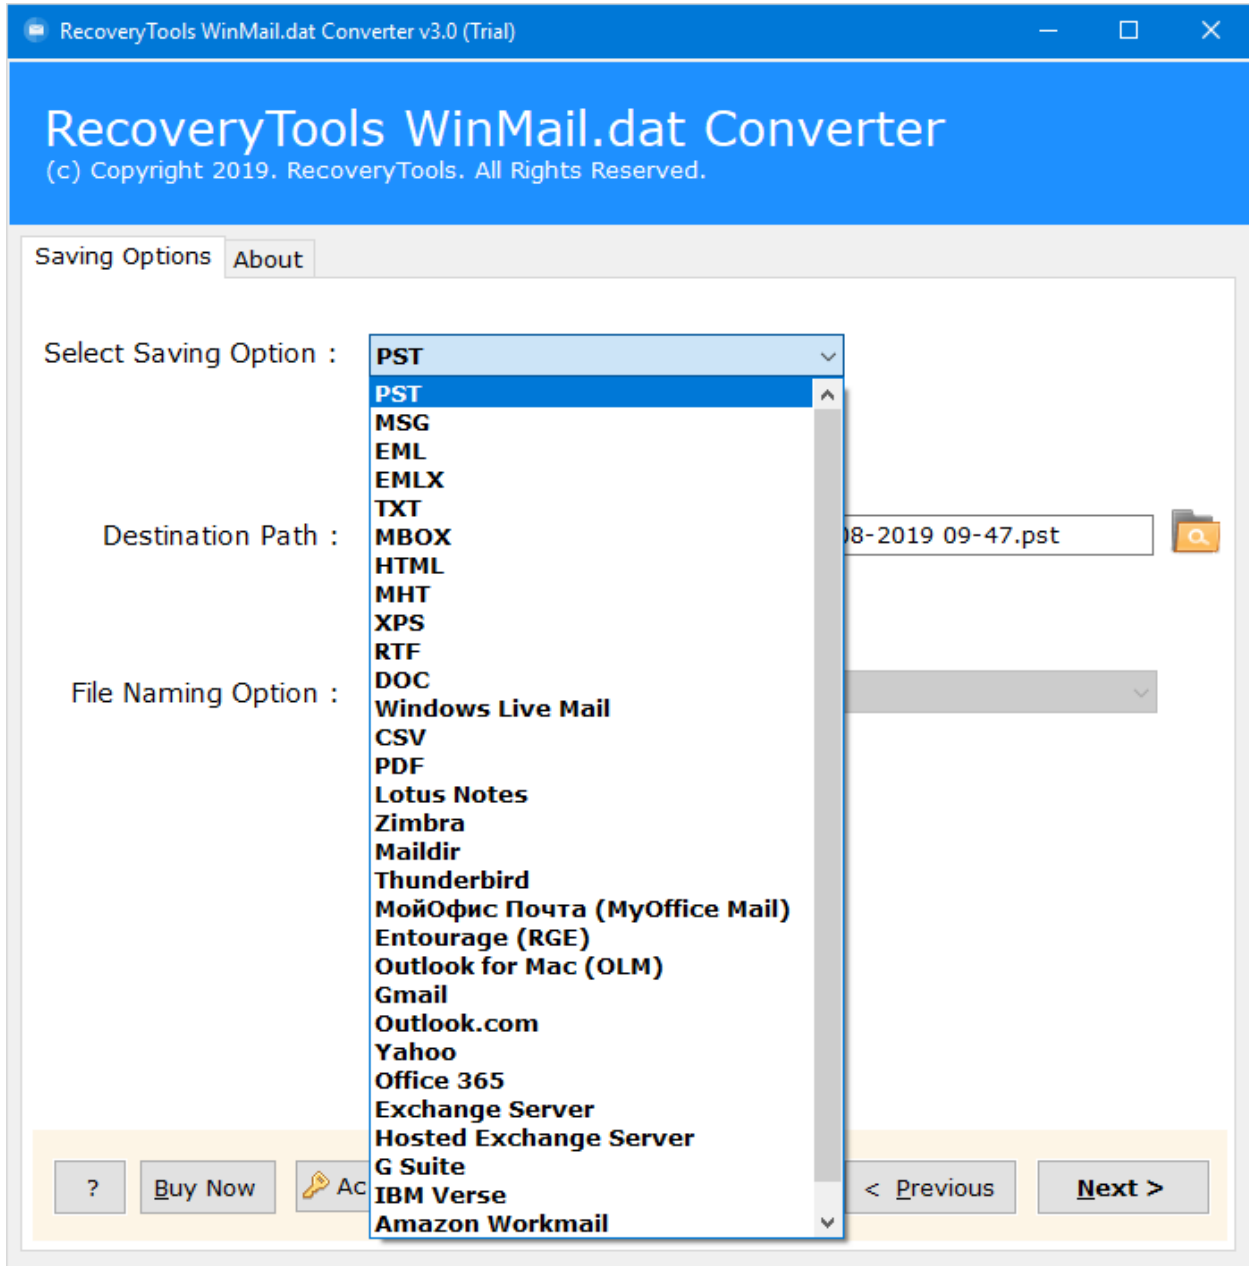 RecoveryTools WinMail.dat Converter v3.0 (Trial)
RecoveryTools WinMail.dat Converter
(c) Copyright 2019. RecoveryTools. All Rights Reserved.
Saving Options About
Select Saving Option : PST
PST
MSG
EML
EMLX
TXT
Destination Path : 08-2019 09-47.pst
MBOX
HTML
MHT
XPS
RTF
DOC
File Naming Option :
Windows Live Mail
CSV
PDF
Lotus Notes
Zimbra
Maildir
Thunderbird
МойОфис Почта (MyOffice Mail)
Entourage (RGE)
Outlook for Mac (OLM)
Gmail
Outlook.com
Yahoo
Office 365
Exchange Server
Hosted Exchange Server
G Suite
IBM Verse
Amazon Workmail
? Buy Now Ac < Previous Next >